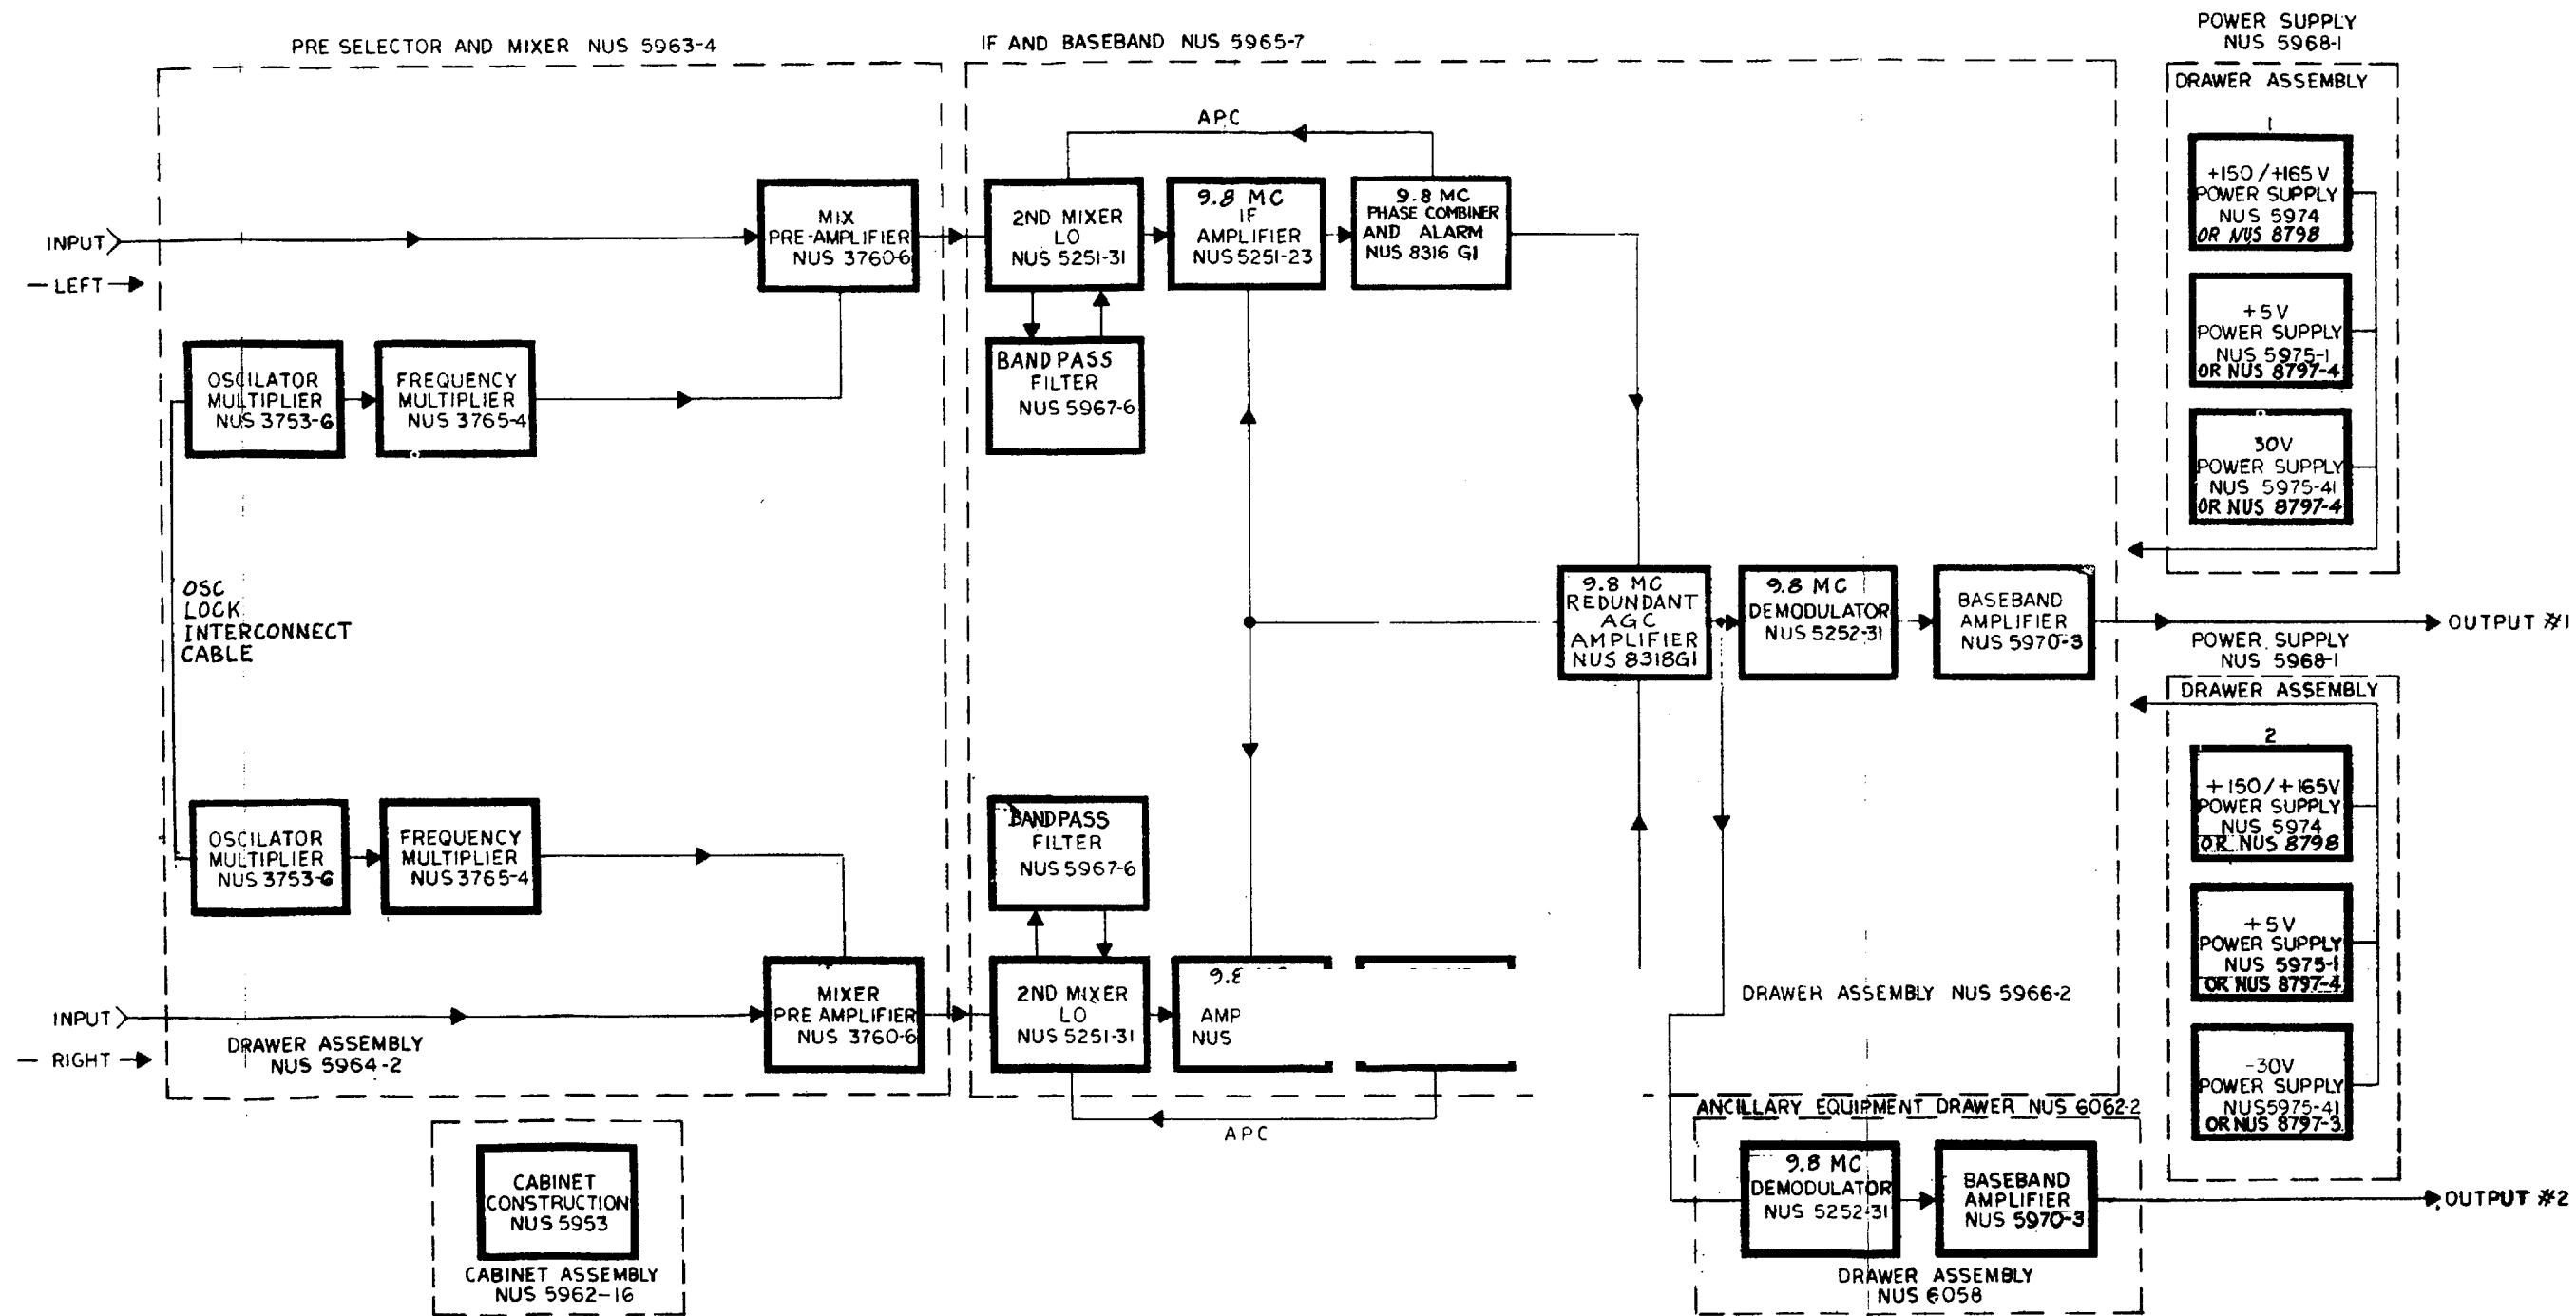 PRE SELECTOR AND MIXER NUS 5963-4
IF AND BASEBAND NUS 5965-7
POWER SUPPLY
NUS 5968-1
DRAWER ASSEMBLY
1
+150/+165V
POWER SUPPLY
NUS 5974
OR NUS 8798
+5V
POWER SUPPLY
NUS 5975-1
OR NUS 8797-4
30V
POWER SUPPLY
NUS 5975-41
OR NUS 8797-4
APC
INPUT
— LEFT
MIX
PRE-AMPLIFIER
NUS 3760-6
2ND MIXER
LO
NUS 5251-31
9.8 MC
IF
AMPLIFIER
NUS 5251-23
9.8 MC
PHASE COMBINER
AND ALARM
NUS 8316 G1
OSCILATOR
MULTIPLIER
NUS 3753-6
FREQUENCY
MULTIPLIER
NUS 3765-4
BANDPASS
FILTER
NUS 5967-6
OSC
LOCK
INTERCONNECT
CABLE
9.8 MC
REDUNDANT
AGC
AMPLIFIER
NUS 8318G1
9.8 MC
DEMODULATOR
NUS 5252-31
BASEBAND
AMPLIFIER
NUS 5970-3
OUTPUT #1
POWER SUPPLY
NUS 5968-1
DRAWER ASSEMBLY
2
+150/+165V
POWER SUPPLY
NUS 5974
OR NUS 8798
+5V
POWER SUPPLY
NUS 5975-1
OR NUS 8797-4
-30V
POWER SUPPLY
NUS5975-41
OR NUS 8797-3
OSCILATOR
MULTIPLIER
NUS 3753-6
FREQUENCY
MULTIPLIER
NUS3765-4
BANDPASS
FILTER
NUS 5967-6
INPUT
— RIGHT
DRAWER ASSEMBLY
NUS 5964-2
MIXER
PRE AMPLIFIER
NUS 3760-6
2ND MIXER
LO
NUS 5251-31
9.8
AMP
NUS
DRAWER ASSEMBLY NUS 5966-2
APC
ANCILLARY EQUIPMENT DRAWER NUS 6062-2
9.8 MC
DEMODULATOR
NUS 5252-31
BASEBAND
AMPLIFIER
NUS 5970-3
OUTPUT #2
DRAWER ASSEMBLY
NUS 6058
CABINET
CONSTRUCTION
NUS 5953
CABINET ASSEMBLY
NUS 5962-16